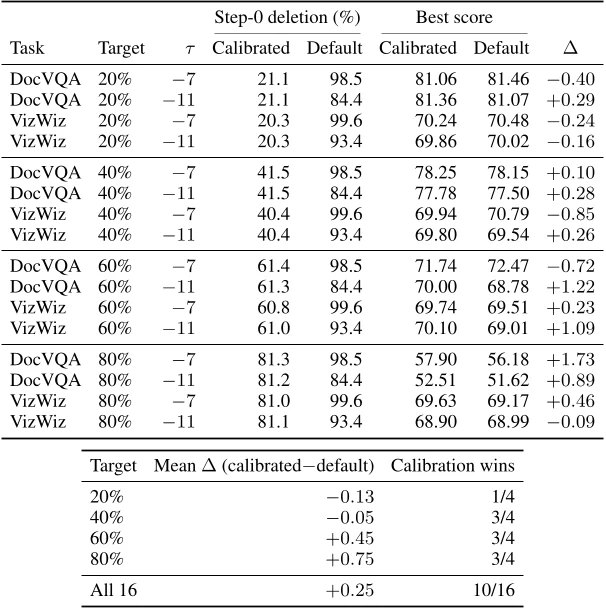 Step-0 deletion (%) Best score
Task Target τ Calibrated Default Calibrated Default Δ
DocVQA 20% −7 21.1 98.5 81.06 81.46 −0.40
DocVQA 20% −11 21.1 84.4 81.36 81.07 +0.29
VizWiz 20% −7 20.3 99.6 70.24 70.48 −0.24
VizWiz 20% −11 20.3 93.4 69.86 70.02 −0.16
DocVQA 40% −7 41.5 98.5 78.25 78.15 +0.10
DocVQA 40% −11 41.5 84.4 77.78 77.50 +0.28
VizWiz 40% −7 40.4 99.6 69.94 70.79 −0.85
VizWiz 40% −11 40.4 93.4 69.80 69.54 +0.26
DocVQA 60% −7 61.4 98.5 71.74 72.47 −0.72
DocVQA 60% −11 61.3 84.4 70.00 68.78 +1.22
VizWiz 60% −7 60.8 99.6 69.74 69.51 +0.23
VizWiz 60% −11 61.0 93.4 70.10 69.01 +1.09
DocVQA 80% −7 81.3 98.5 57.90 56.18 +1.73
DocVQA 80% −11 81.2 84.4 52.51 51.62 +0.89
VizWiz 80% −7 81.0 99.6 69.63 69.17 +0.46
VizWiz 80% −11 81.1 93.4 68.90 68.99 −0.09
Target Mean Δ (calibrated−default) Calibration wins
20% −0.13 1/4
40% −0.05 3/4
60% +0.45 3/4
80% +0.75 3/4
All 16 +0.25 10/16